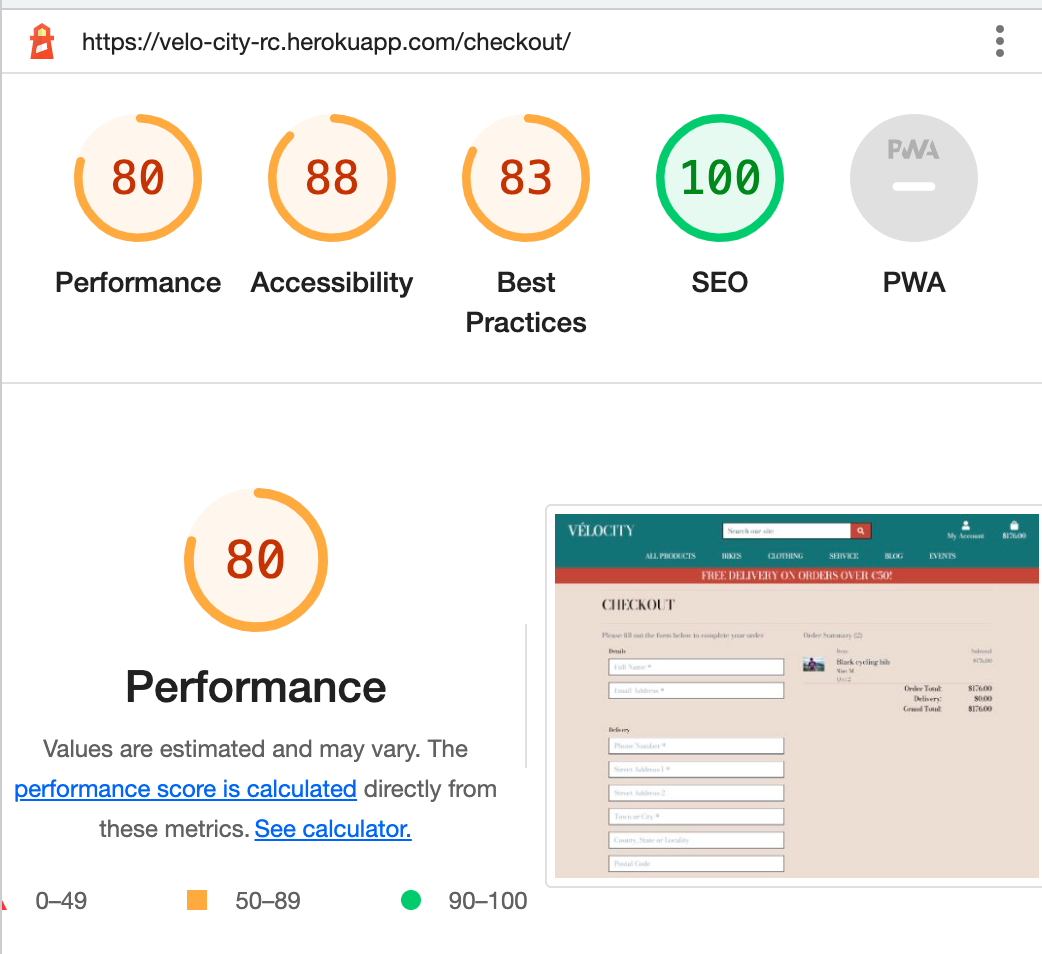 https://velo-city-rc.herokuapp.com/checkout/
80
88
83
100
PWA
Performance
Accessibility
Best
Practices
SEO
PWA
80
Performance
Values are estimated and may vary. The
performance score is calculated directly from
these metrics. See calculator.
0–49
50–89
90–100
VÉLOCITY
Search our site
My Account
$176.00
ALL PRODUCTS
BIKES
CLOTHING
SERVICE
BLOG
EVENTS
FREE DELIVERY ON ORDERS OVER €50!
CHECKOUT
Please fill out the form below to complete your order
Details
Full Name *
Email Address *
Delivery
Phone Number *
Street Address 1 *
Street Address 2
Town or City *
County, State or Locality
Postal Code
Order Summary (2)
Item
Subtotal
Black cycling bib
$176.00
Size: M
Qty: 2
Order Total: $176.00
Delivery: $0.00
Grand Total: $176.00